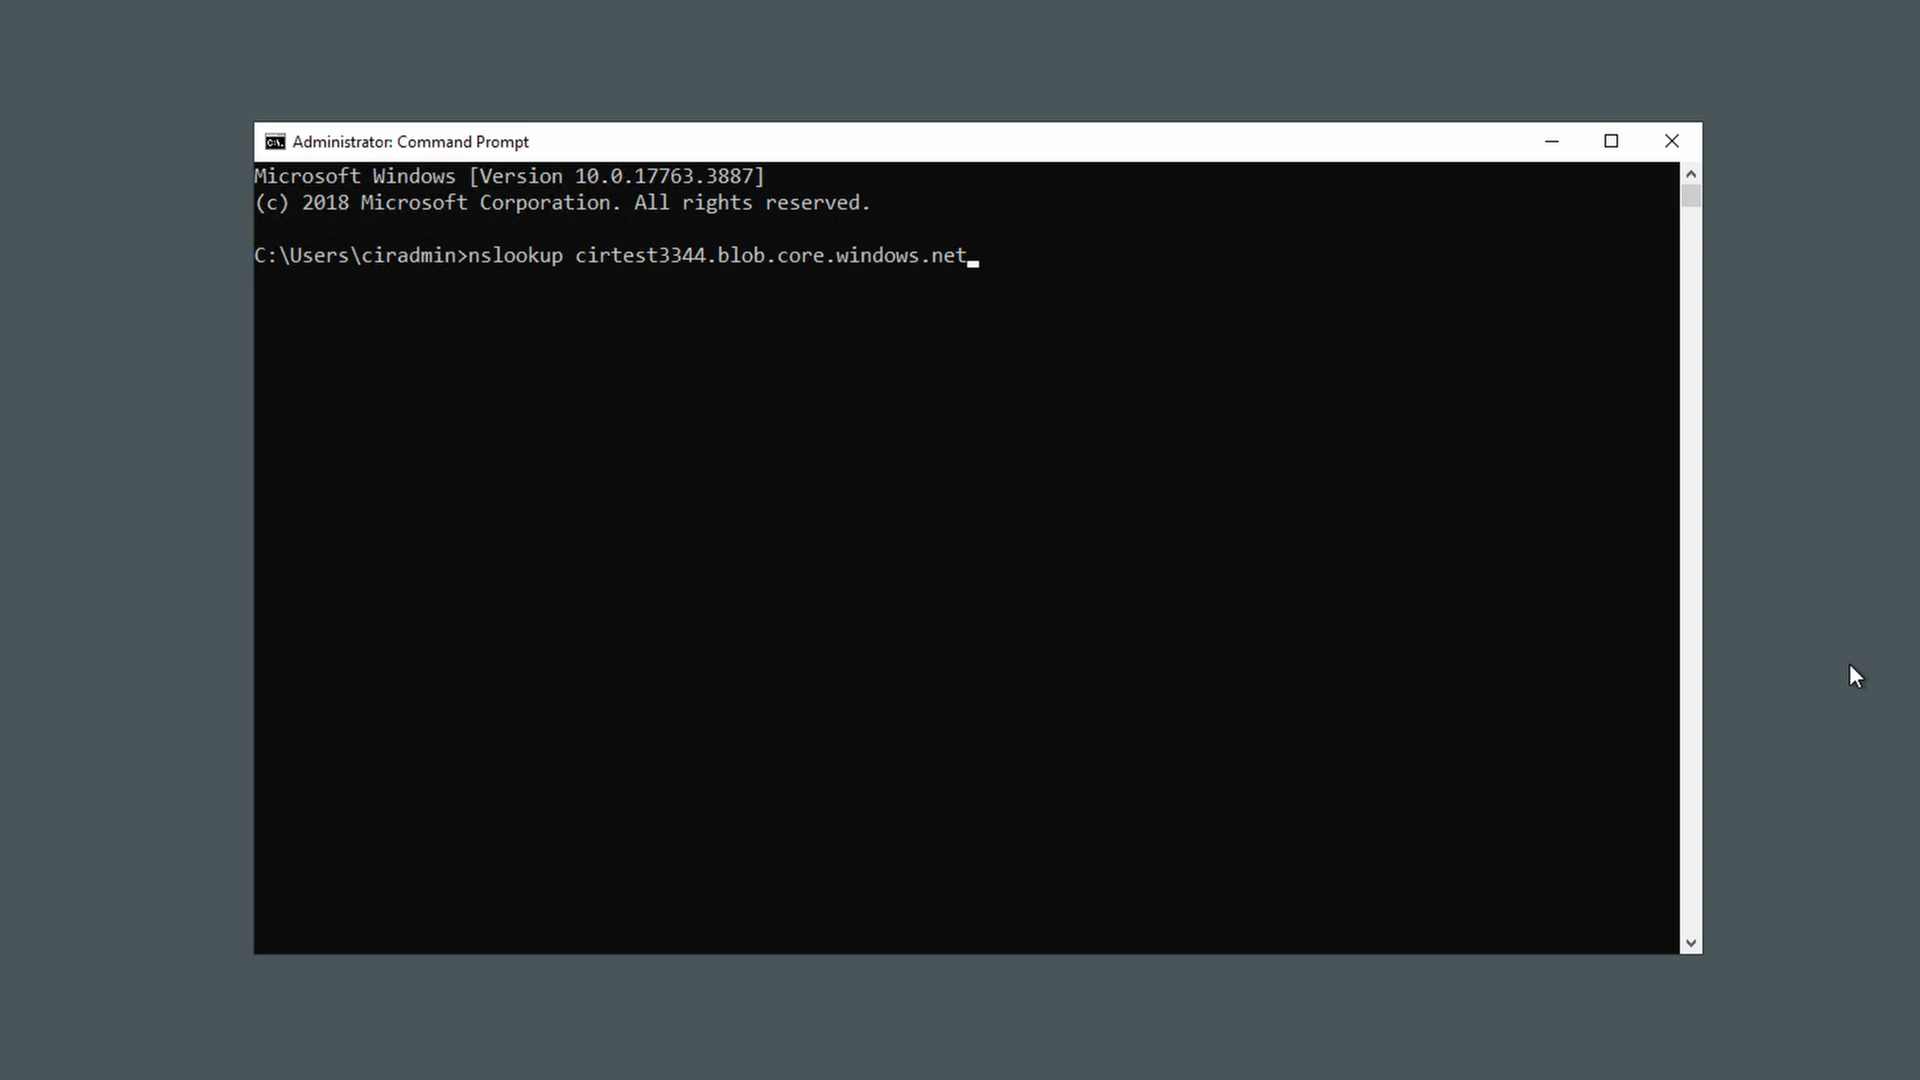 Administrator: Command Prompt
Microsoft Windows [Version 10.0.17763.3887]
(c) 2018 Microsoft Corporation. All rights reserved.
C:\Users\ciradmin>nslookup cirtest3344.blob.core.windows.net